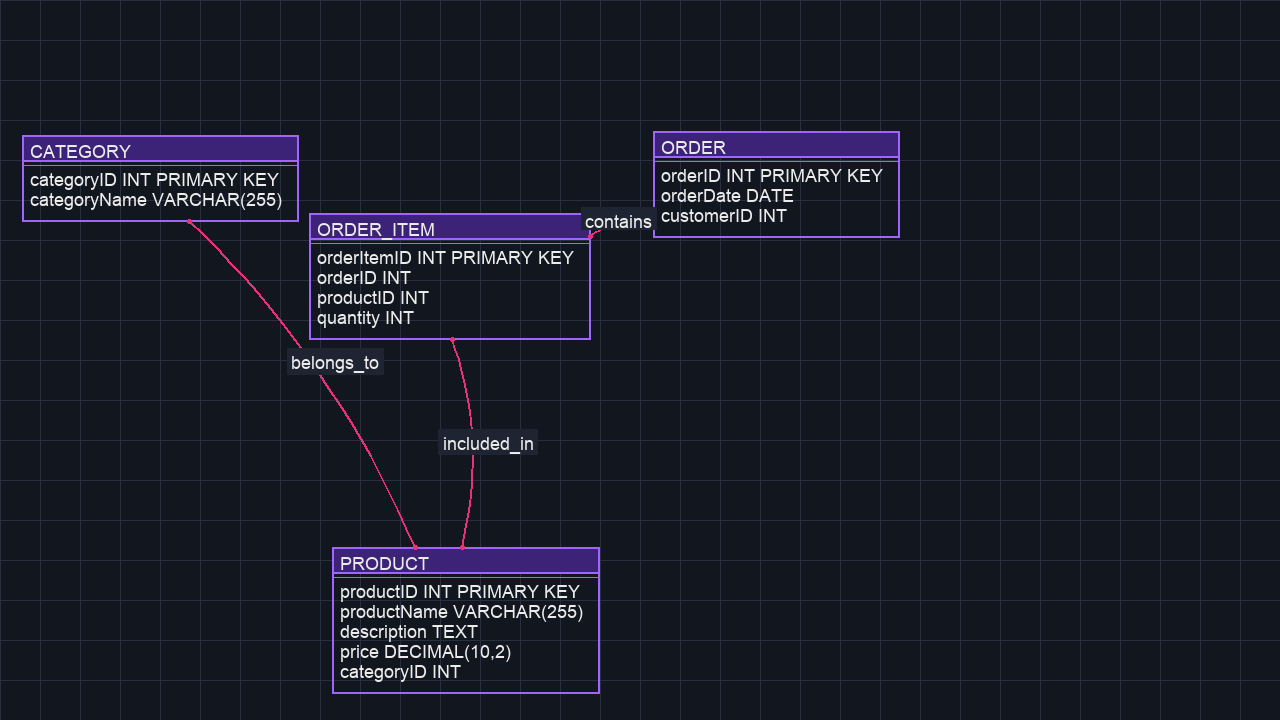 CATEGORY
categoryID INT PRIMARY KEY
categoryName VARCHAR(255)
ORDER_ITEM
orderItemID INT PRIMARY KEY
orderID INT
productID INT
quantity INT
contains
ORDER
orderID INT PRIMARY KEY
orderDate DATE
customerID INT
belongs_to
included_in
PRODUCT
productID INT PRIMARY KEY
productName VARCHAR(255)
description TEXT
price DECIMAL(10,2)
categoryID INT